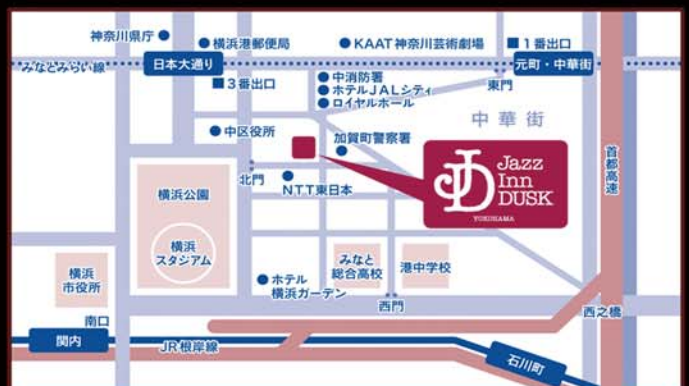 神奈川県庁
横浜港郵便局
KAAT 神奈川芸術劇場
1番出口
みなとみらい線
日本大通り
元町・中華街
3番出口
中消防署
ホテルJALシティ
ロイヤルホール
東門
中華街
中区役所
加賀町警察署
首都高速
北門
NTT東日本
JD
Jazz
Inn
DUSK
YOKOHAMA
横浜公園
横浜
スタジアム
横浜
市役所
みなと
総合高校
港中学校
ホテル
横浜ガーデン
西門
西之橋
南口
関内
JR根岸線
石川町